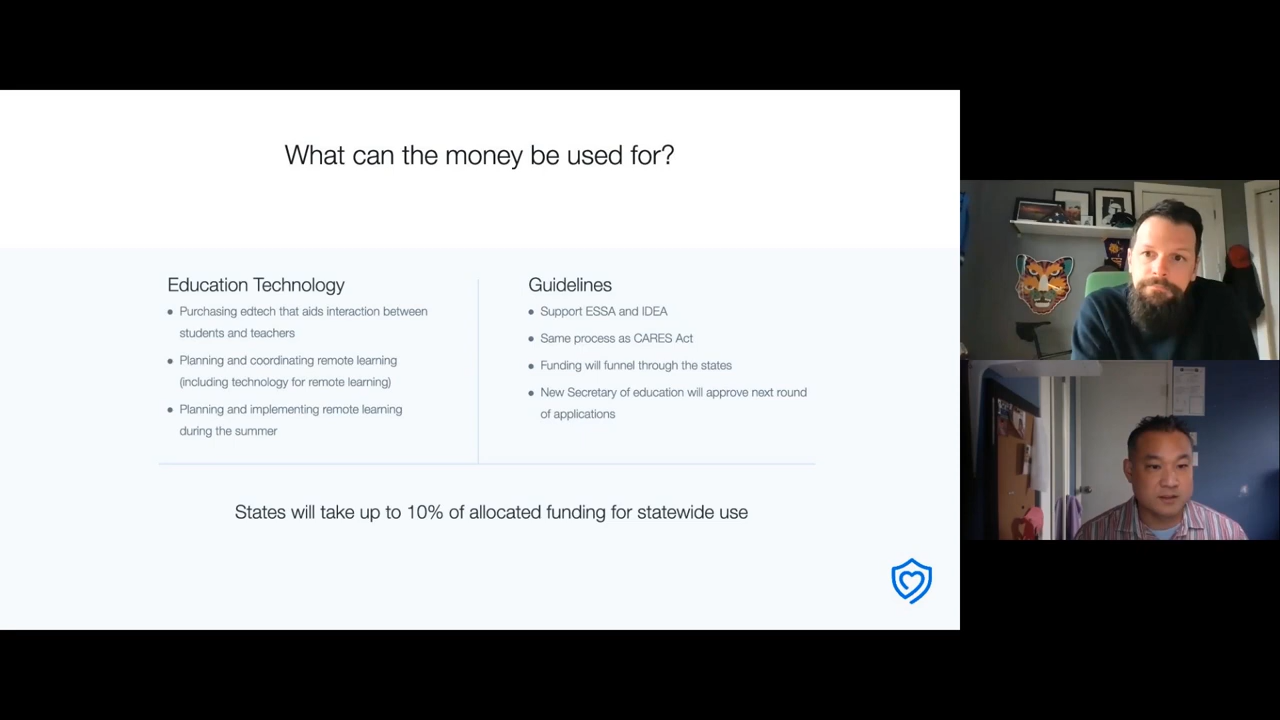 What can the money be used for?
Education Technology
• Purchasing edtech that aids interaction between
students and teachers
• Planning and coordinating remote learning
(including technology for remote learning)
• Planning and implementing remote learning
during the summer
Guidelines
• Support ESSA and IDEA
• Same process as CARES Act
• Funding will funnel through the states
• New Secretary of education will approve next round
of applications
States will take up to 10% of allocated funding for statewide use